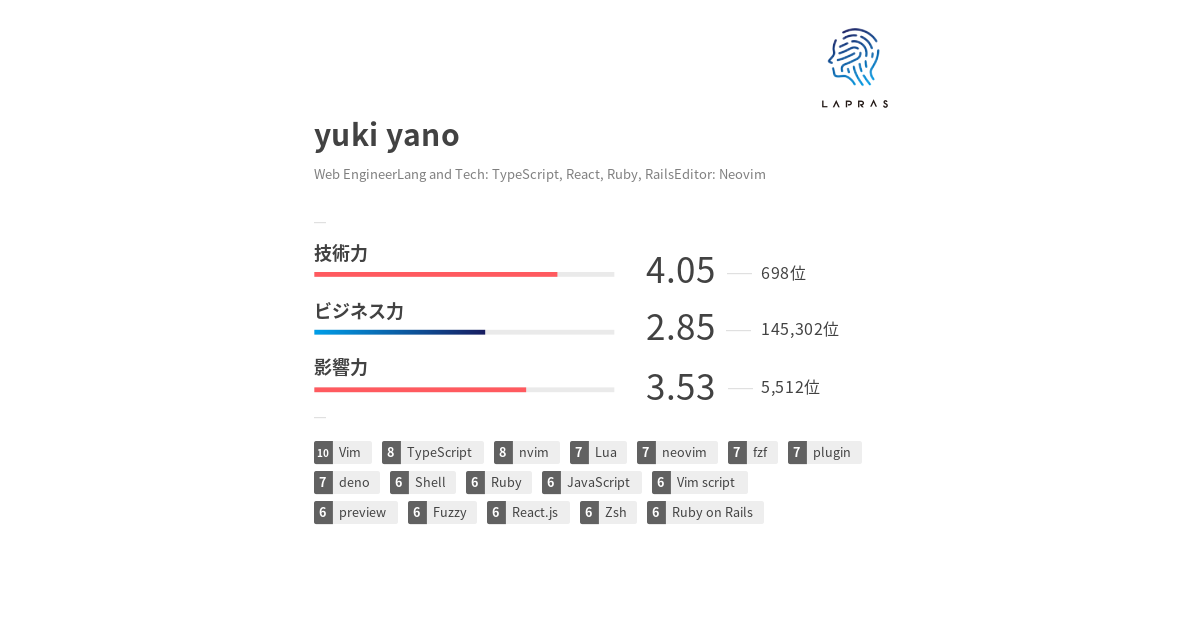 LAPRAS
yuki yano
Web EngineerLang and Tech: TypeScript, React, Ruby, RailsEditor: Neovim
技術力
4.05 — 698位
ビジネス力
2.85 — 145,302位
影響力
3.53 — 5,512位
10 Vim 8 TypeScript 8 nvim 7 Lua 7 neovim 7 fzf 7 plugin
7 deno 6 Shell 6 Ruby 6 JavaScript 6 Vim script
6 preview 6 Fuzzy 6 React.js 6 Zsh 6 Ruby on Rails